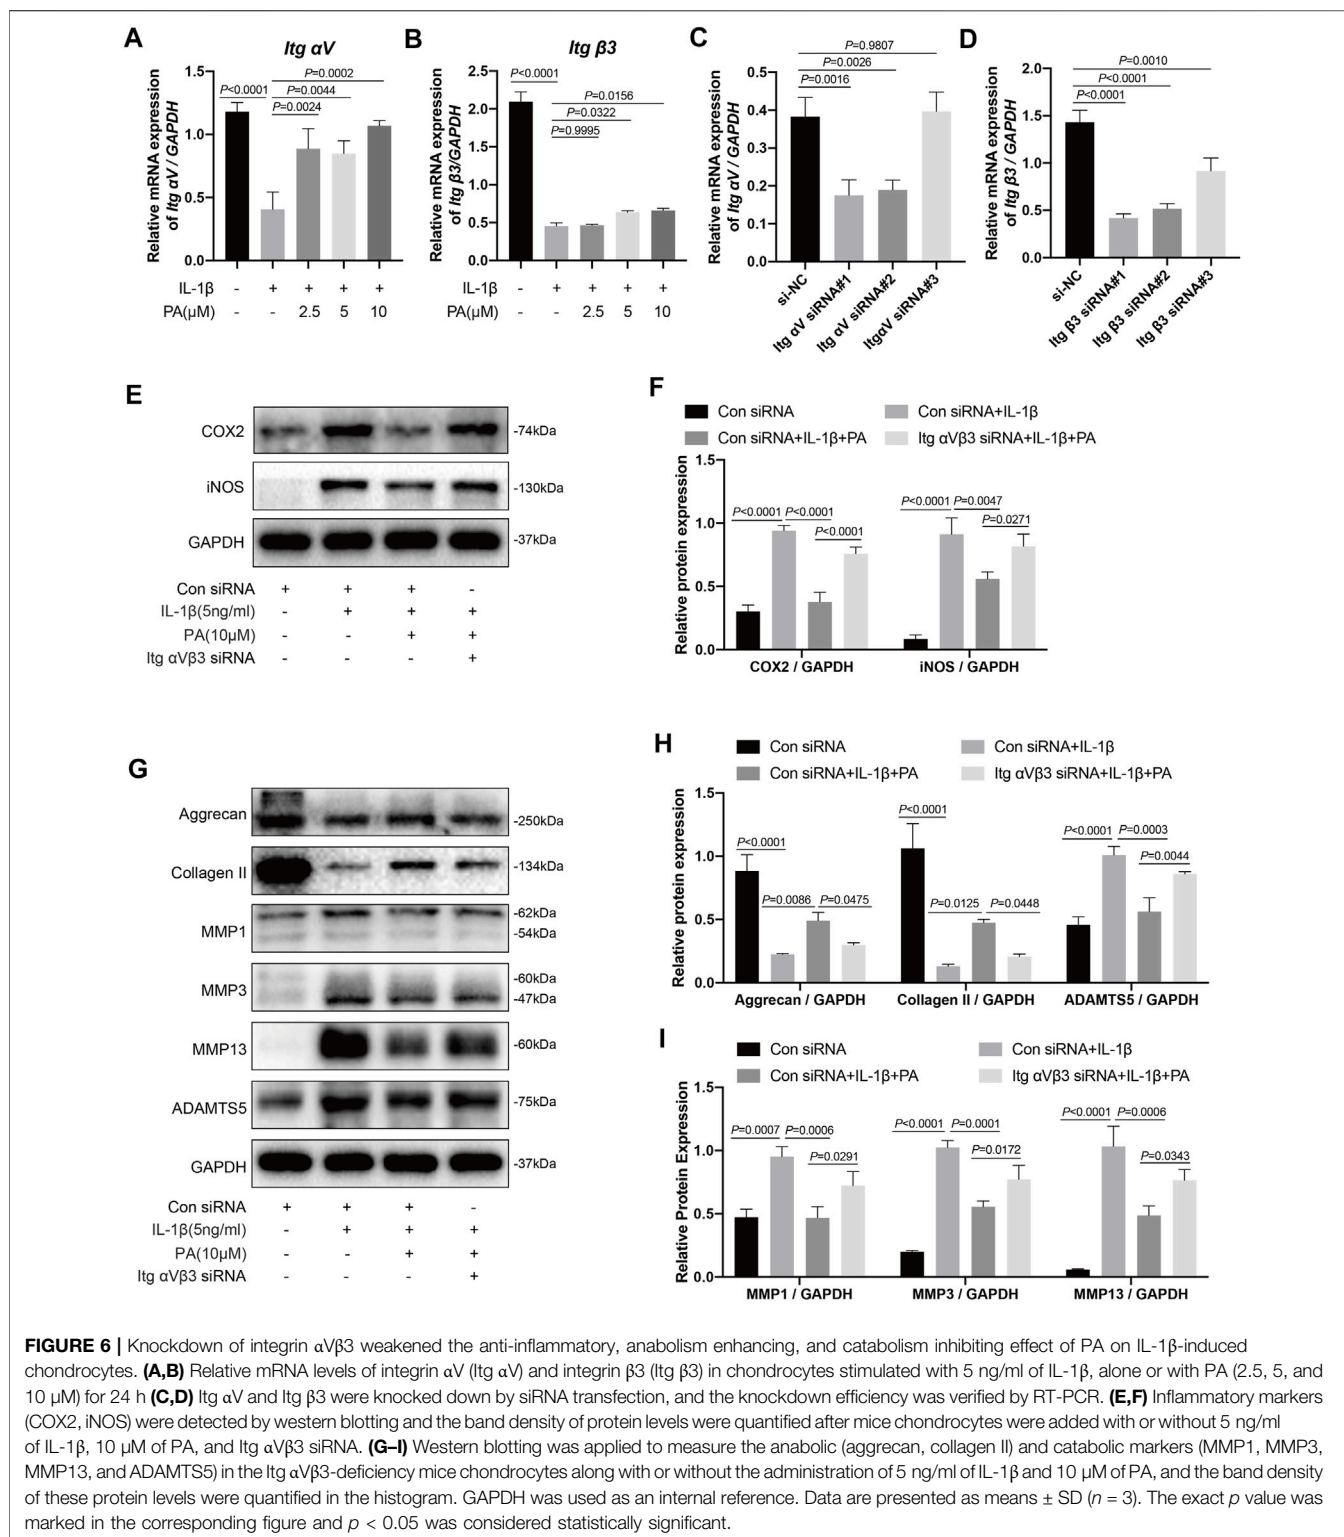 A
Itg αV
Relative mRNA expression
of Itg αV / GAPDH
1.5
1.0
0.5
0.0
P=0.0002
P<0.0001
P=0.0044
P=0.0024
IL-1β - + + + +
PA(μM) - - 2.5 5 10
B
Itg β3
Relative mRNA expression
of Itg β3/GAPDH
2.5
2.0
1.5
1.0
0.5
0.0
P<0.0001
P=0.0156
P=0.0322
P=0.9995
IL-1β - + + + +
PA(μM) - - 2.5 5 10
C
Relative mRNA expression
of Itg αV / GAPDH
0.5
0.4
0.3
0.2
0.1
0.0
P=0.9807
P=0.0026
P=0.0016
si-NC
Itg αV siRNA#1
Itg αV siRNA#2
ItgαV siRNA#3
D
Relative mRNA expression
of Itg β3 / GAPDH
2.0
1.5
1.0
0.5
0.0
P=0.0010
P<0.0001
P<0.0001
si-NC
Itg β3 siRNA#1
Itg β3 siRNA#2
Itg β3 siRNA#3
E
COX2 -74kDa
iNOS -130kDa
GAPDH -37kDa
Con siRNA + + + -
IL-1β(5ng/ml) - + + +
PA(10μM) - - + +
Itg αVβ3 siRNA - - - +
F
Con siRNA Con siRNA+IL-1β
Con siRNA+IL-1β+PA Itg αVβ3 siRNA+IL-1β+PA
Relative protein expression
1.5
1.0
0.5
0.0
P<0.0001 P<0.0001
P<0.0001
P<0.0001 P=0.0047
P=0.0271
COX2 / GAPDH iNOS / GAPDH
G
Aggrecan -250kDa
Collagen II -134kDa
MMP1 -62kDa
-54kDa
MMP3 -60kDa
-47kDa
MMP13 -60kDa
ADAMTS5 -75kDa
GAPDH -37kDa
Con siRNA + + + -
IL-1β(5ng/ml) - + + +
PA(10μM) - - + +
Itg αVβ3 siRNA - - - +
H
Con siRNA Con siRNA+IL-1β
Con siRNA+IL-1β+PA Itg αVβ3 siRNA+IL-1β+PA
Relative protein expression
1.5
1.0
0.5
0.0
P<0.0001
P=0.0086 P=0.0475
P<0.0001
P=0.0125 P=0.0448
P<0.0001 P=0.0003
P=0.0044
Aggrecan / GAPDH Collagen II / GAPDH ADAMTS5 / GAPDH
I
Con siRNA Con siRNA+IL-1β
Con siRNA+IL-1β+PA Itg αVβ3 siRNA+IL-1β+PA
Relative Protein Expression
1.5
1.0
0.5
0.0
P=0.0007 P=0.0006
P=0.0291
P<0.0001 P=0.0001
P=0.0172
P<0.0001 P=0.0006
P=0.0343
MMP1 / GAPDH MMP3 / GAPDH MMP13 / GAPDH
FIGURE 6 | Knockdown of integrin αVβ3 weakened the anti-inflammatory, anabolism enhancing, and catabolism inhibiting effect of PA on IL-1β-induced
chondrocytes. (A,B) Relative mRNA levels of integrin αV (Itg αV) and integrin β3 (Itg β3) in chondrocytes stimulated with 5 ng/ml of IL-1β, alone or with PA (2.5, 5, and
10 μM) for 24 h (C,D) Itg αV and Itg β3 were knocked down by siRNA transfection, and the knockdown efficiency was verified by RT-PCR. (E,F) Inflammatory markers
(COX2, iNOS) were detected by western blotting and the band density of protein levels were quantified after mice chondrocytes were added with or without 5 ng/ml
of IL-1β, 10 μM of PA, and Itg αVβ3 siRNA. (G–I) Western blotting was applied to measure the anabolic (aggrecan, collagen II) and catabolic markers (MMP1, MMP3,
MMP13, and ADAMTS5) in the Itg αVβ3-deficiency mice chondrocytes along with or without the administration of 5 ng/ml of IL-1β and 10 μM of PA, and the band density
of these protein levels were quantified in the histogram. GAPDH was used as an internal reference. Data are presented as means ± SD (n = 3). The exact p value was
marked in the corresponding figure and p < 0.05 was considered statistically significant.